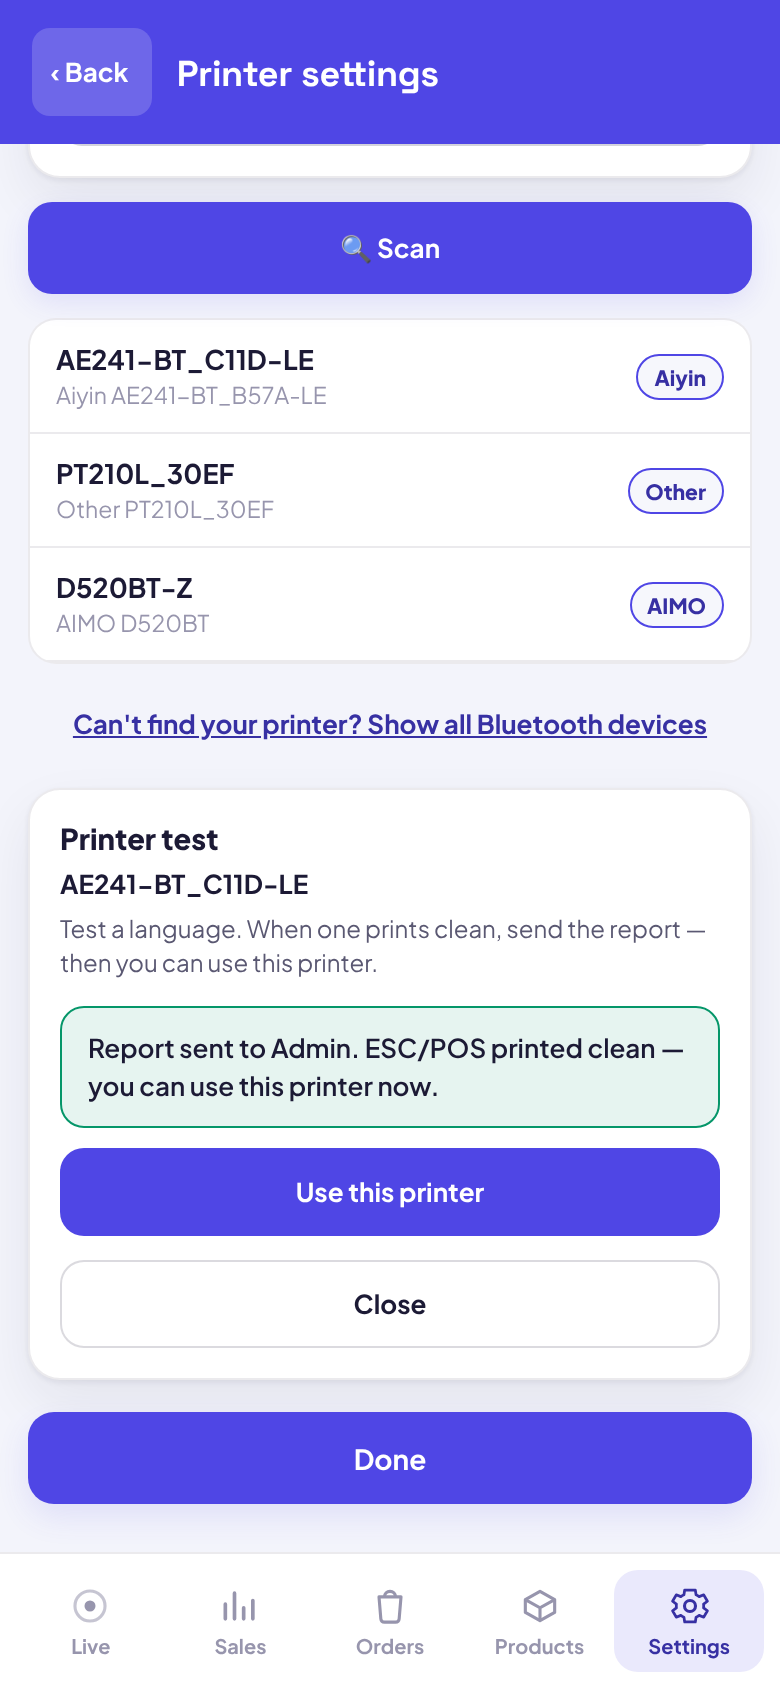 ‹ Back
Printer settings
🔍 Scan
AE241-BT_C11D-LE
Aiyin AE241-BT_B57A-LE
Aiyin
PT210L_30EF
Other PT210L_30EF
Other
D520BT-Z
AIMO D520BT
AIMO
Can't find your printer? Show all Bluetooth devices
Printer test
AE241-BT_C11D-LE
Test a language. When one prints clean, send the report —
then you can use this printer.
Report sent to Admin. ESC/POS printed clean —
you can use this printer now.
Use this printer
Close
Done
Live
Sales
Orders
Products
Settings